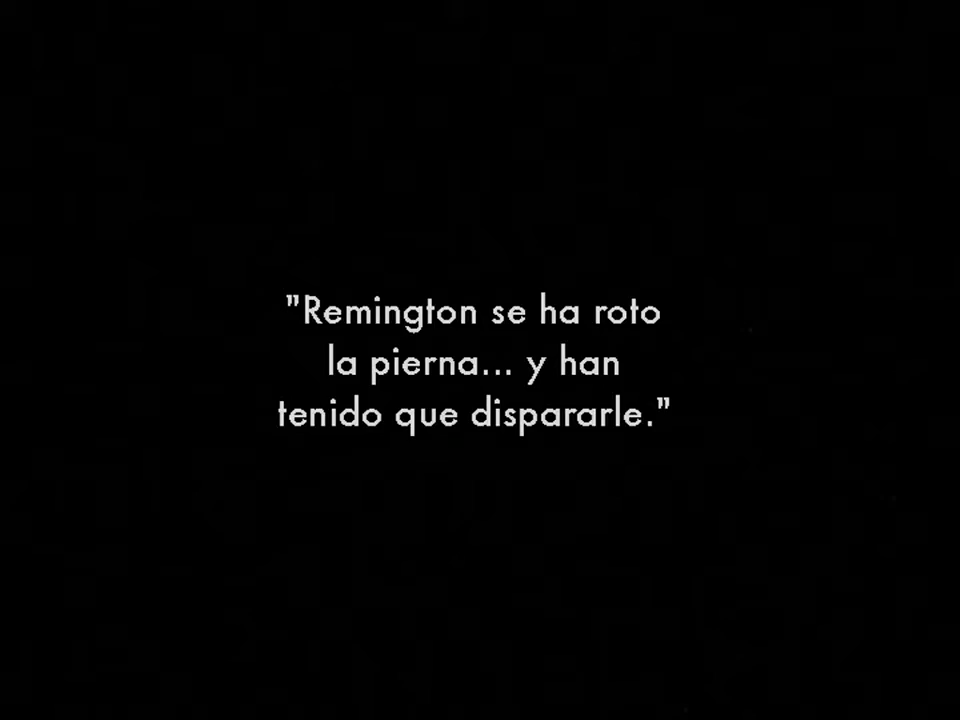 "Remington se ha roto
la pierna... y han
tenido que dispararle."